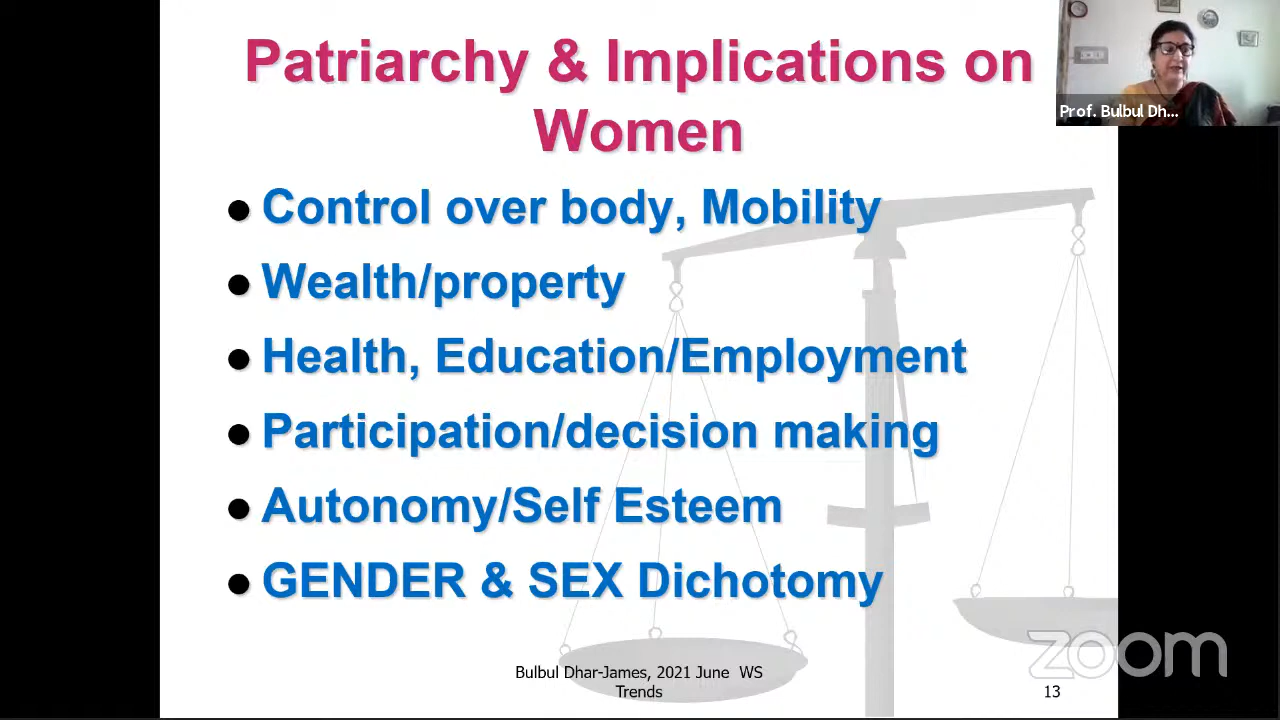 Patriarchy & Implications on
Women
Prof. Bulbul Dh...
● Control over body, Mobility
● Wealth/property
● Health, Education/Employment
● Participation/decision making
● Autonomy/Self Esteem
● GENDER & SEX Dichotomy
Bulbul Dhar-James, 2021 June WS
Trends
13
zoom